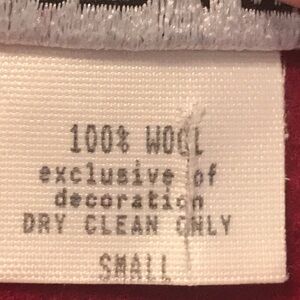 100% WOOL
exclusive of
decoration
DRY CLEAN ONLY
SMALL